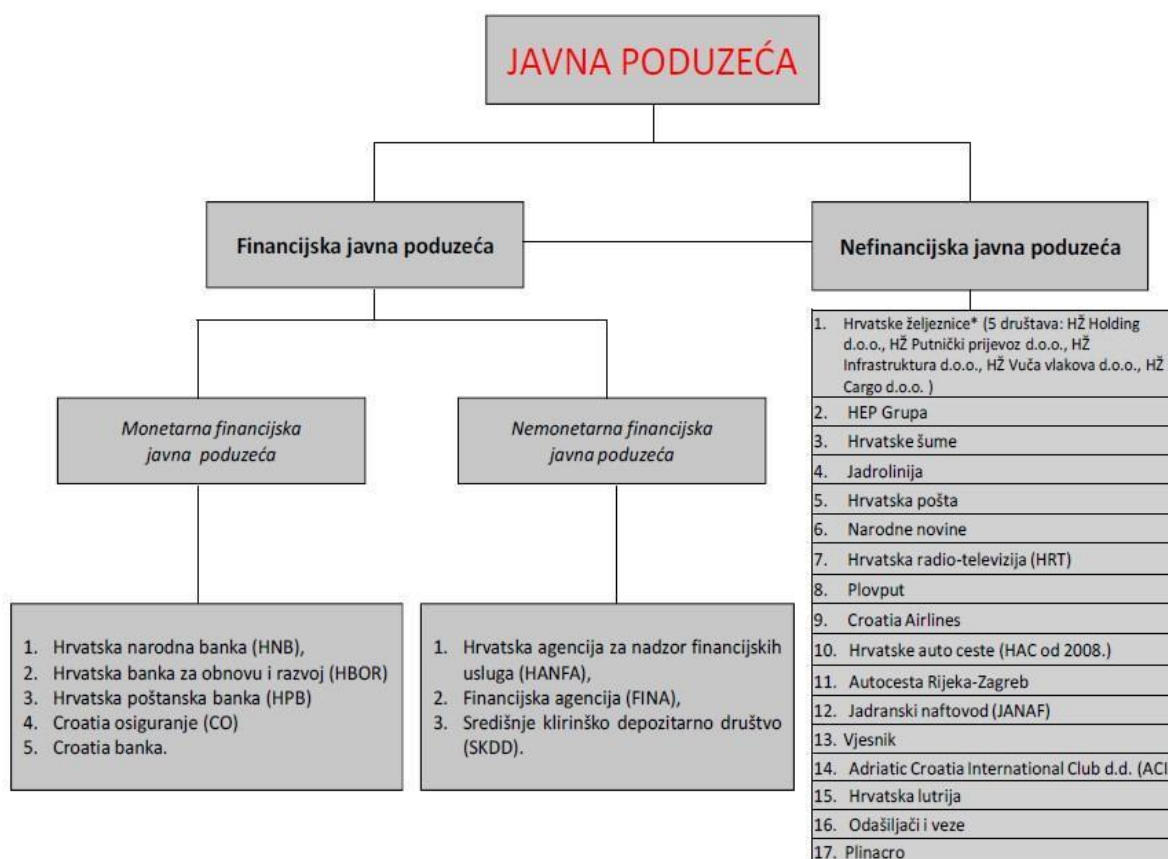 JAVNA PODUZEĆA
Financijska javna poduzeća
Nefinancijska javna poduzeća
Monetarna financijska
javna poduzeća
Nemonetarna financijska
javna poduzeća
1. Hrvatska narodna banka (HNB),
2. Hrvatska banka za obnovu i razvoj (HBOR)
3. Hrvatska poštanska banka (HPB)
4. Croatia osiguranje (CO)
5. Croatia banka.
1. Hrvatska agencija za nadzor financijskih
usluga (HANFA),
2. Financijska agencija (FINA),
3. Središnje klirinško depozitarno društvo
(SKDD).
1. Hrvatske željeznice* (5 društava: HŽ Holding
d.o.o., HŽ Putnički prijevoz d.o.o., HŽ
Infrastruktura d.o.o., HŽ Vuča vlakova d.o.o., HŽ
Cargo d.o.o. )
2. HEP Grupa
3. Hrvatske šume
4. Jadrolinija
5. Hrvatska pošta
6. Narodne novine
7. Hrvatska radio-televizija (HRT)
8. Plovput
9. Croatia Airlines
10. Hrvatske auto ceste (HAC od 2008.)
11. Autocesta Rijeka-Zagreb
12. Jadranski naftovod (JANAF)
13. Vjesnik
14. Adriatic Croatia International Club d.d. (ACI
15. Hrvatska lutrija
16. Odašiljači i veze
17. Plinacro